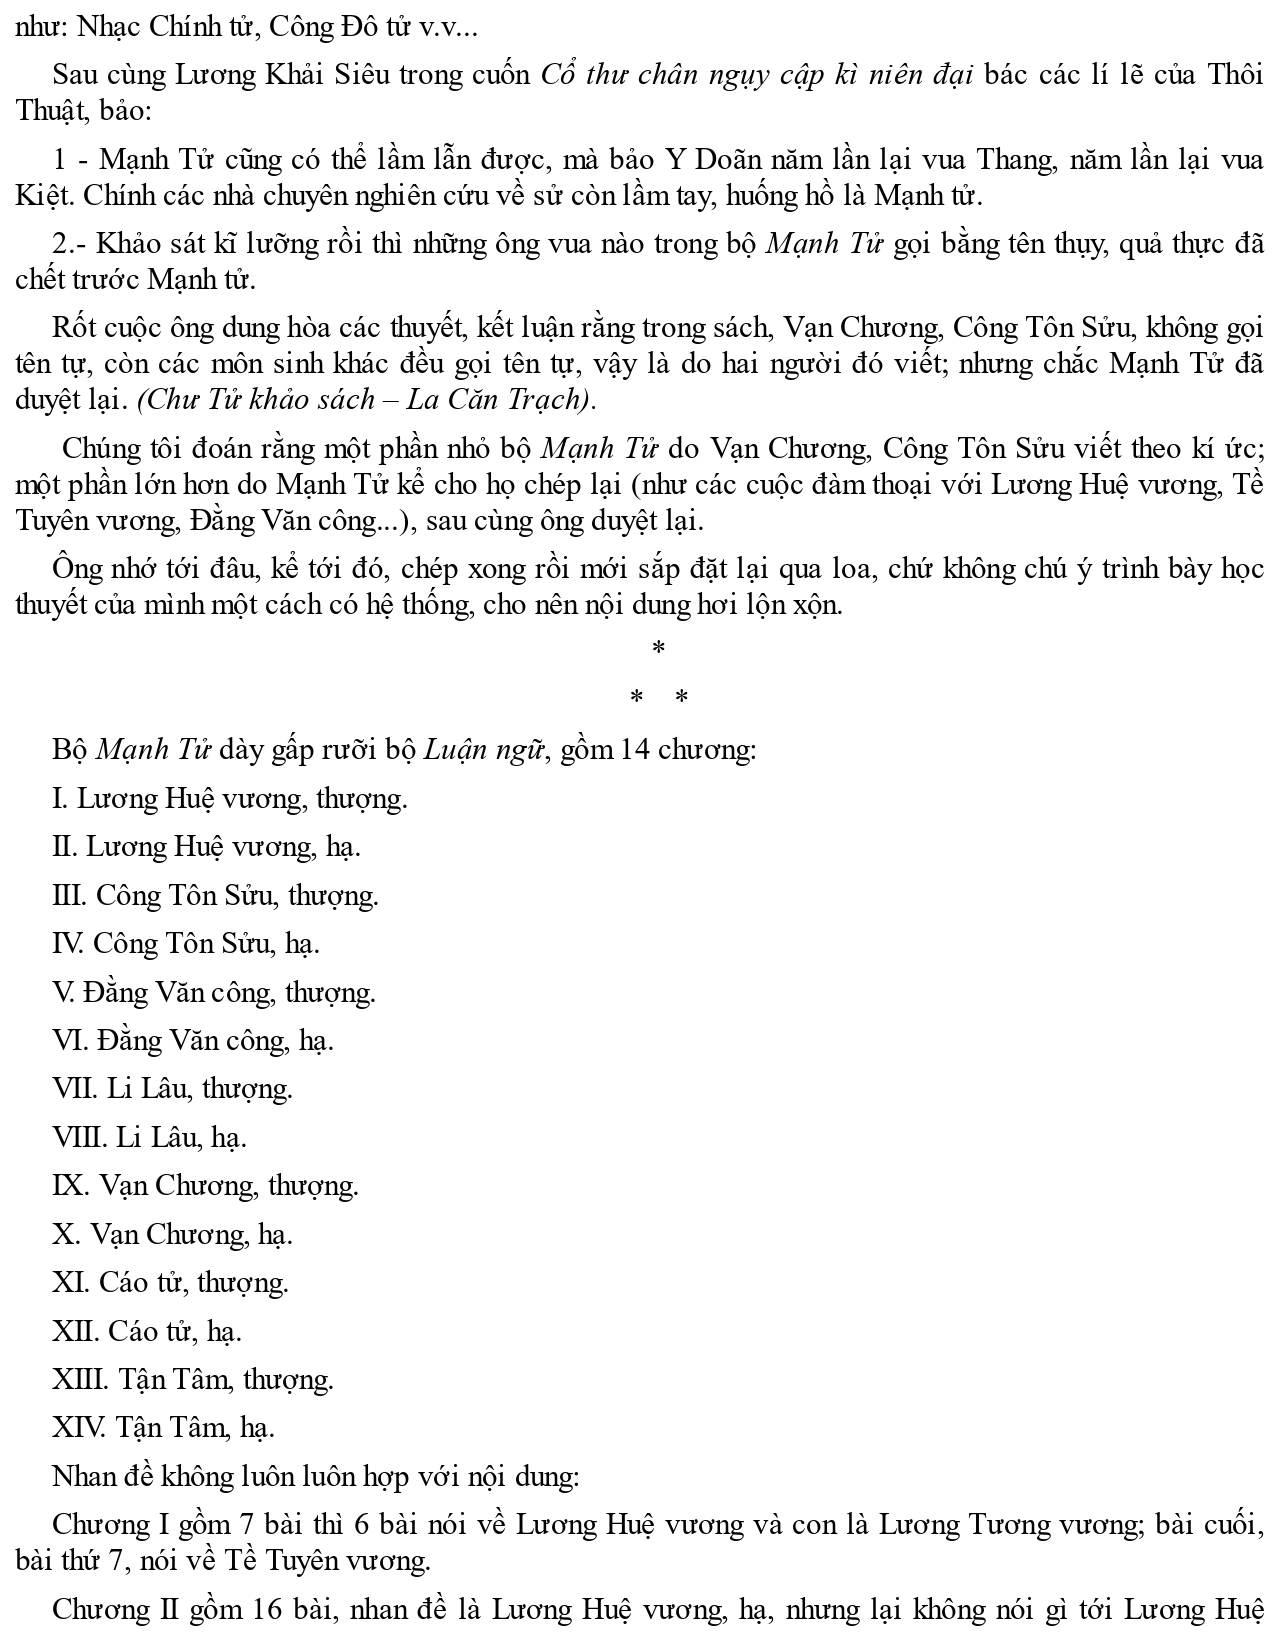 như: Nhạc Chính tử, Công Đô tử v.v...
Sau cùng Lương Khải Siêu trong cuốn Cổ thư chân ngụy cập kì niên đại bác các lí lẽ của Thôi
Thuật, bảo:
1 - Mạnh Tử cũng có thể lầm lẫn được, mà bảo Y Doãn năm lần lại vua Thang, năm lần lại vua
Kiệt. Chính các nhà chuyên nghiên cứu về sử còn lầm tay, huống hồ là Mạnh tử.
2.- Khảo sát kĩ lưỡng rồi thì những ông vua nào trong bộ Mạnh Tử gọi bằng tên thụy, quả thực đã
chết trước Mạnh tử.
Rốt cuộc ông dung hòa các thuyết, kết luận rằng trong sách, Vạn Chương, Công Tôn Sửu, không gọi
tên tự, còn các môn sinh khác đều gọi tên tự, vậy là do hai người đó viết; nhưng chắc Mạnh Tử đã
duyệt lại. (Chư Tử khảo sách – La Căn Trạch).
Chúng tôi đoán rằng một phần nhỏ bộ Mạnh Tử do Vạn Chương, Công Tôn Sửu viết theo kí ức;
một phần lớn hơn do Mạnh Tử kể cho họ chép lại (như các cuộc đàm thoại với Lương Huệ vương, Tề
Tuyên vương, Đằng Văn công...), sau cùng ông duyệt lại.
Ông nhớ tới đâu, kể tới đó, chép xong rồi mới sắp đặt lại qua loa, chứ không chú ý trình bày học
thuyết của mình một cách có hệ thống, cho nên nội dung hơi lộn xộn.
*
* *
Bộ Mạnh Tử dày gấp rưỡi bộ Luận ngữ, gồm 14 chương:
I. Lương Huệ vương, thượng.
II. Lương Huệ vương, hạ.
III. Công Tôn Sửu, thượng.
IV. Công Tôn Sửu, hạ.
V. Đằng Văn công, thượng.
VI. Đằng Văn công, hạ.
VII. Li Lâu, thượng.
VIII. Li Lâu, hạ.
IX. Vạn Chương, thượng.
X. Vạn Chương, hạ.
XI. Cáo tử, thượng.
XII. Cáo tử, hạ.
XIII. Tận Tâm, thượng.
XIV. Tận Tâm, hạ.
Nhan đề không luôn luôn hợp với nội dung:
Chương I gồm 7 bài thì 6 bài nói về Lương Huệ vương và con là Lương Tương vương; bài cuối,
bài thứ 7, nói về Tề Tuyên vương.
Chương II gồm 16 bài, nhan đề là Lương Huệ vương, hạ, nhưng lại không nói gì tới Lương Huệ